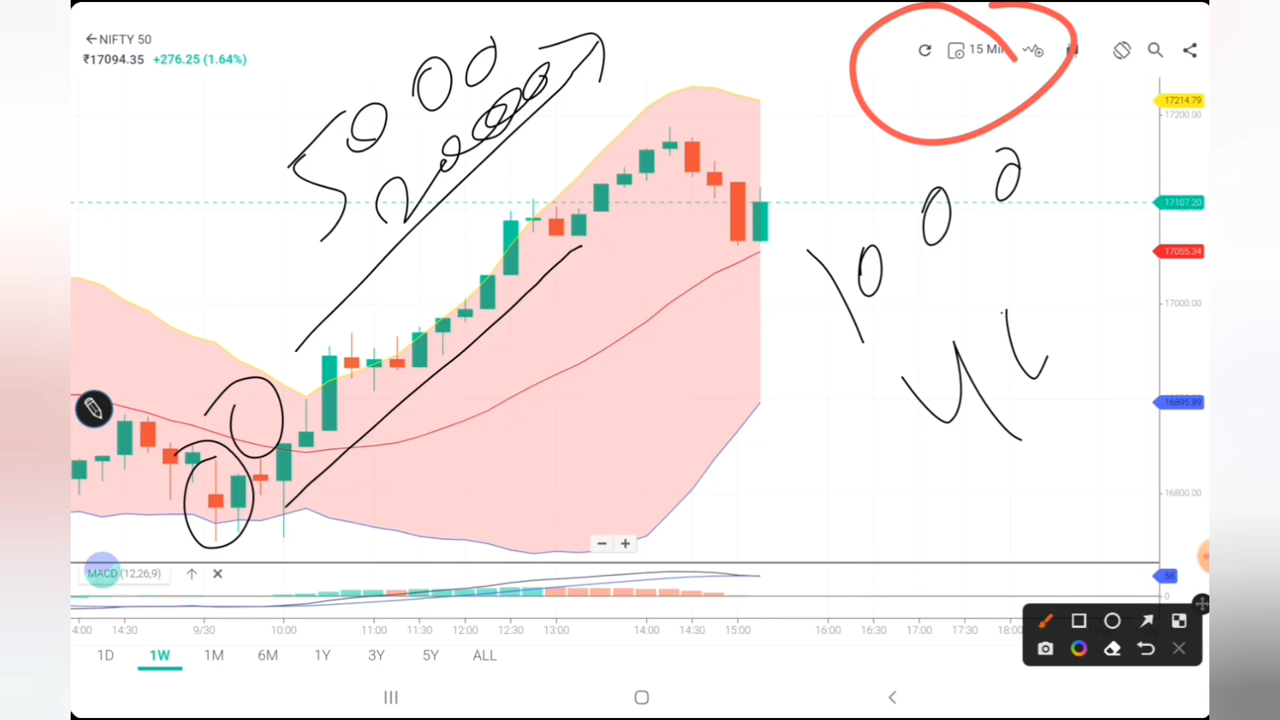 NIFTY 50
₹17094.35 +276.25 (1.64%)
15 Min
5000
2000
17214.79
17200.00
17107.20
17055.34
17000.00
16895.89
16800.00
MACD (12,26,9)
58
0
14:30 9/30 10:00 11:00 11:30 12:00 12:30 13:00 14:00 14:30 15:00 16:00 16:30 17:00 17:30 18:00
1D 1W 1M 6M 1Y 3Y 5Y ALL